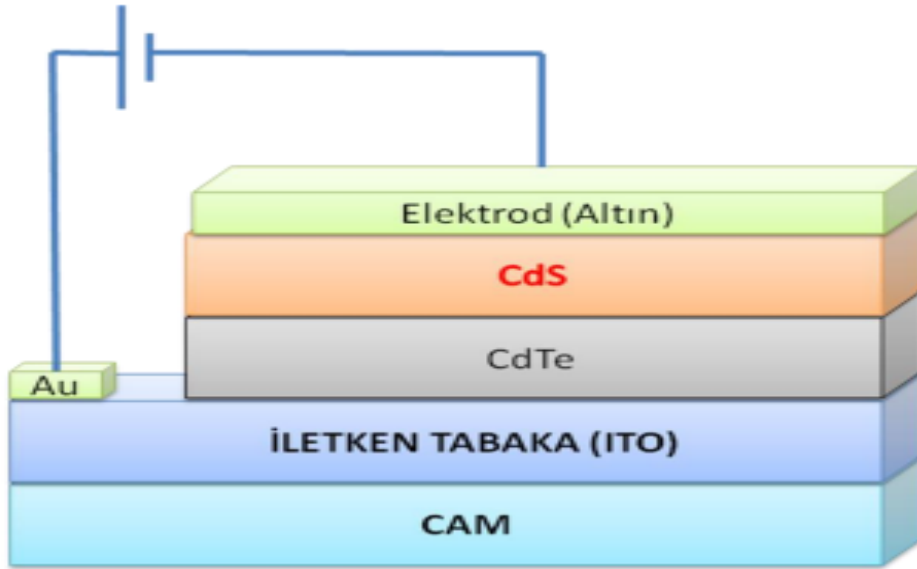 Elektrod (Altın)
CdS
CdTe
Au
İLETKEN TABAKA (ITO)
CAM